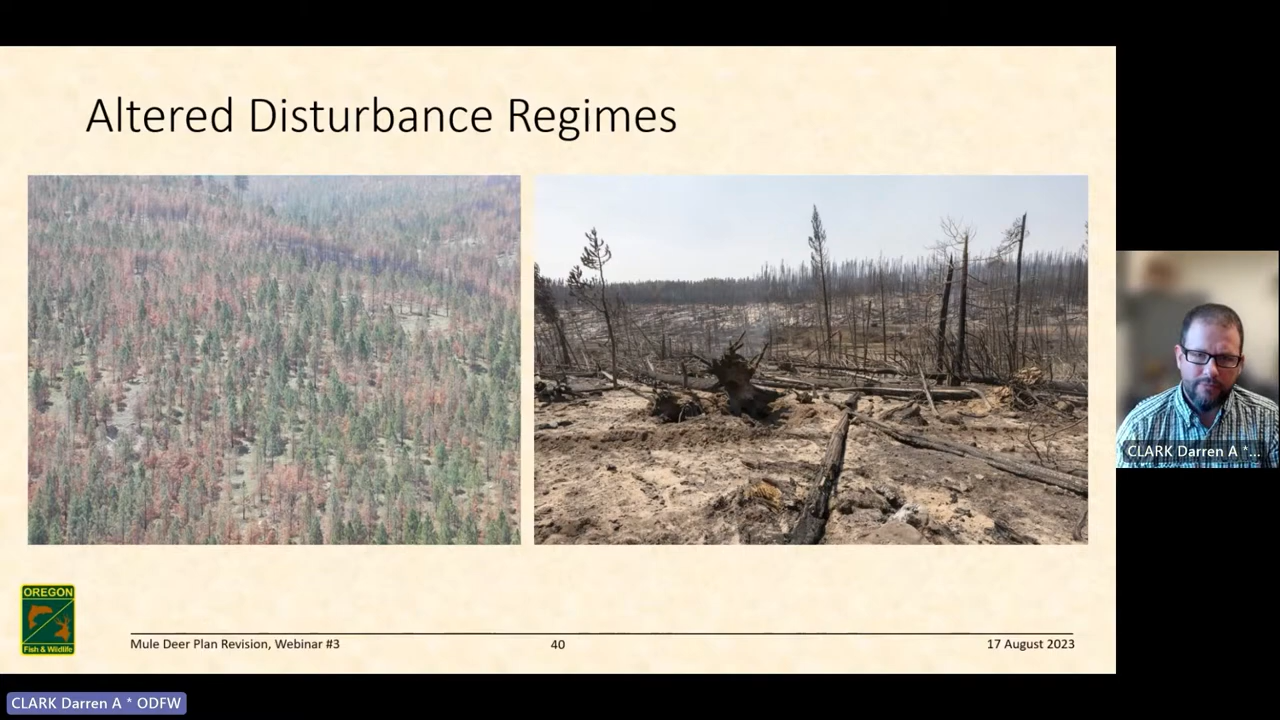 Altered Disturbance Regimes
CLARK Darren A *...
OREGON
Fish & Wildlife
Mule Deer Plan Revision, Webinar #3
40
17 August 2023
CLARK Darren A * ODFW